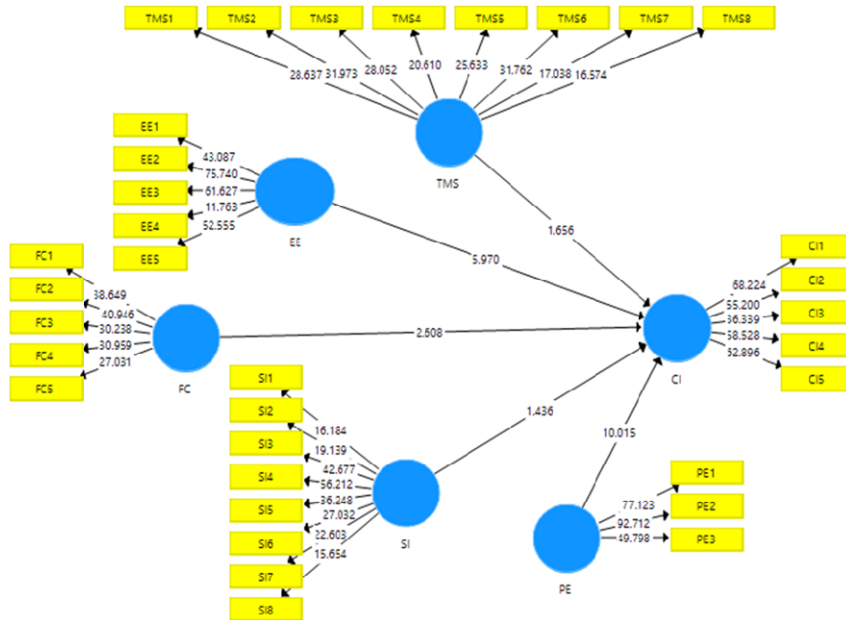 TMS1 TMS2 TMS3 TMS4 TMS5 TMS6 TMS7 TMS8
28.637 31.973 28.052 20.610 25.633 31.762 17.038 16.574
TMS
EE1
EE2
EE3
EE4
EE5
43.087
75.740
61.627
11.763
52.555
EE
1.656
5.970
FC1
FC2
FC3
FC4
FC5
38.649
40.946
30.238
30.959
27.031
FC
2.608
CI1
CI2
CI3
CI4
CI5
68.224
55.200
36.339
58.528
52.896
CI
SI1
SI2
SI3
SI4
SI5
SI6
SI7
SI8
16.184
19.139
42.677
56.212
36.248
27.032
22.603
15.654
SI
1.436
10.015
PE1
PE2
PE3
77.123
92.712
49.798
PE